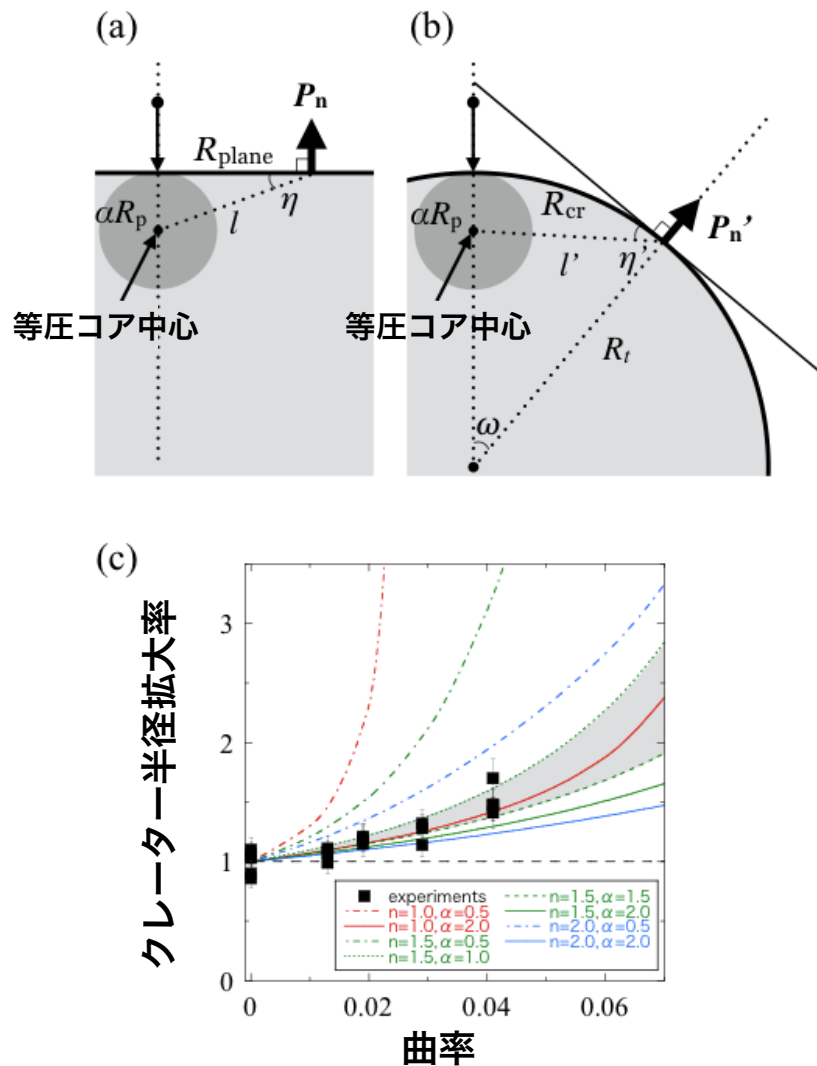 (a)
(b)
Pn
Rplane
αRp
l
η
等圧コア中心
αRp
Rcr
Pn’
l’
η’
等圧コア中心
Rt
ω
(c)
クレーター半径拡大率
3
2
1
0
experiments
n=1.0, α=0.5
n=1.0, α=2.0
n=1.5, α=0.5
n=1.5, α=1.0
n=1.5, α=1.5
n=1.5, α=2.0
n=2.0, α=0.5
n=2.0, α=2.0
0
0.02
0.04
0.06
曲率